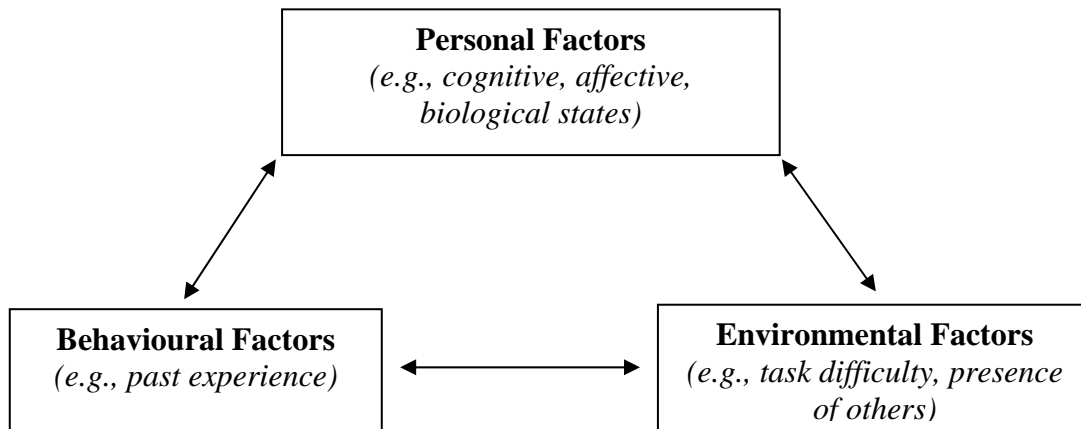 Personal Factors
(e.g., cognitive, affective,
biological states)
Behavioural Factors
(e.g., past experience)
Environmental Factors
(e.g., task difficulty, presence
of others)